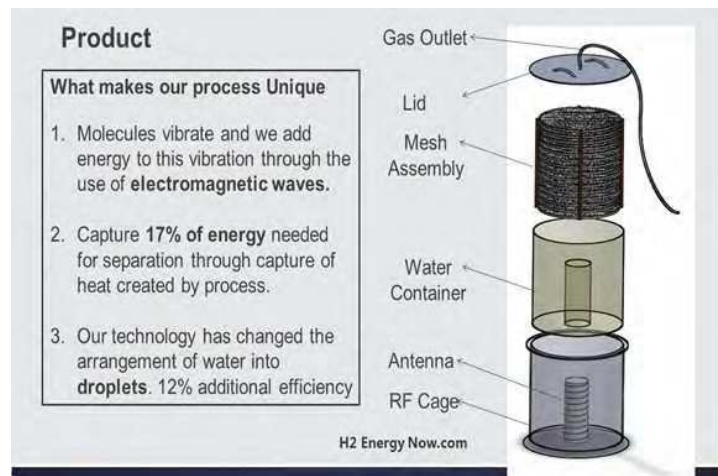 Product
What makes our process Unique
1. Molecules vibrate and we add
energy to this vibration through the
use of electromagnetic waves.
2. Capture 17% of energy needed
for separation through capture of
heat created by process.
3. Our technology has changed the
arrangement of water into
droplets. 12% additional efficiency
Gas Outlet
Lid
Mesh
Assembly
Water
Container
Antenna
RF Cage
H2 Energy Now.com